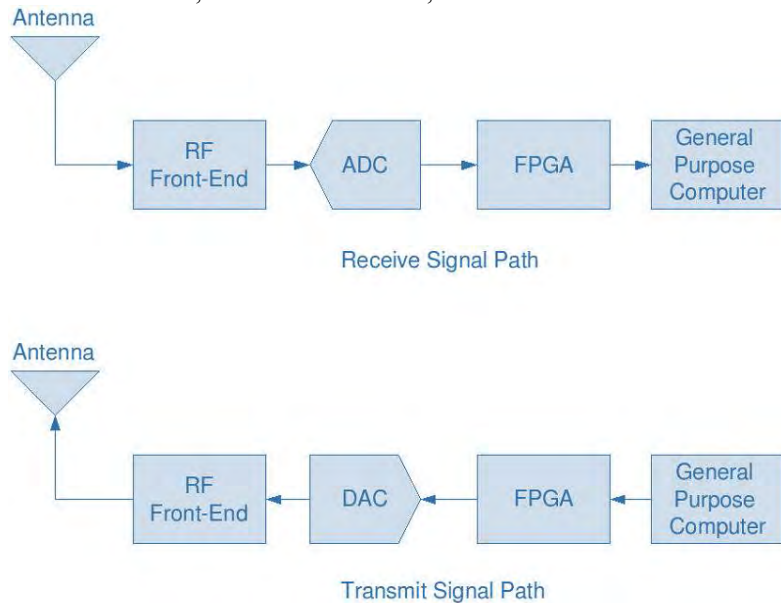 Antenna
RF
Front-End
ADC
FPGA
General
Purpose
Computer
Receive Signal Path
Antenna
RF
Front-End
DAC
FPGA
General
Purpose
Computer
Transmit Signal Path